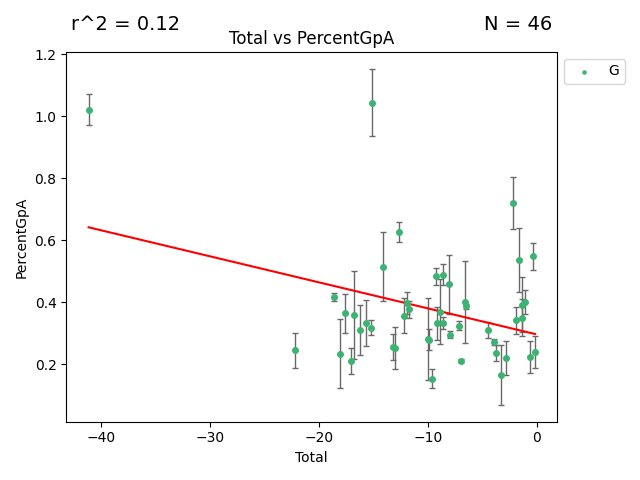 r^2 = 0.12
N = 46
Total vs PercentGpA
G
1.2
1.0
0.8
0.6
0.4
0.2
PercentGpA
−40
−30
−20
−10
0
Total